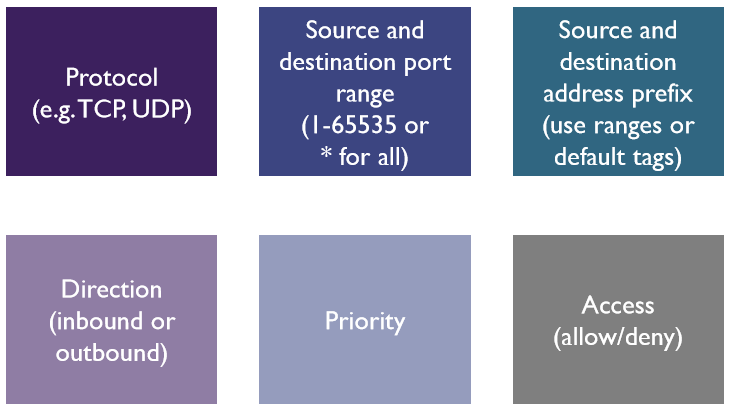 Protocol
(e.g. TCP, UDP)
Source and
destination port
range
(1-65535 or
* for all)
Source and
destination
address prefix
(use ranges or
default tags)
Direction
(inbound or
outbound)
Priority
Access
(allow/deny)